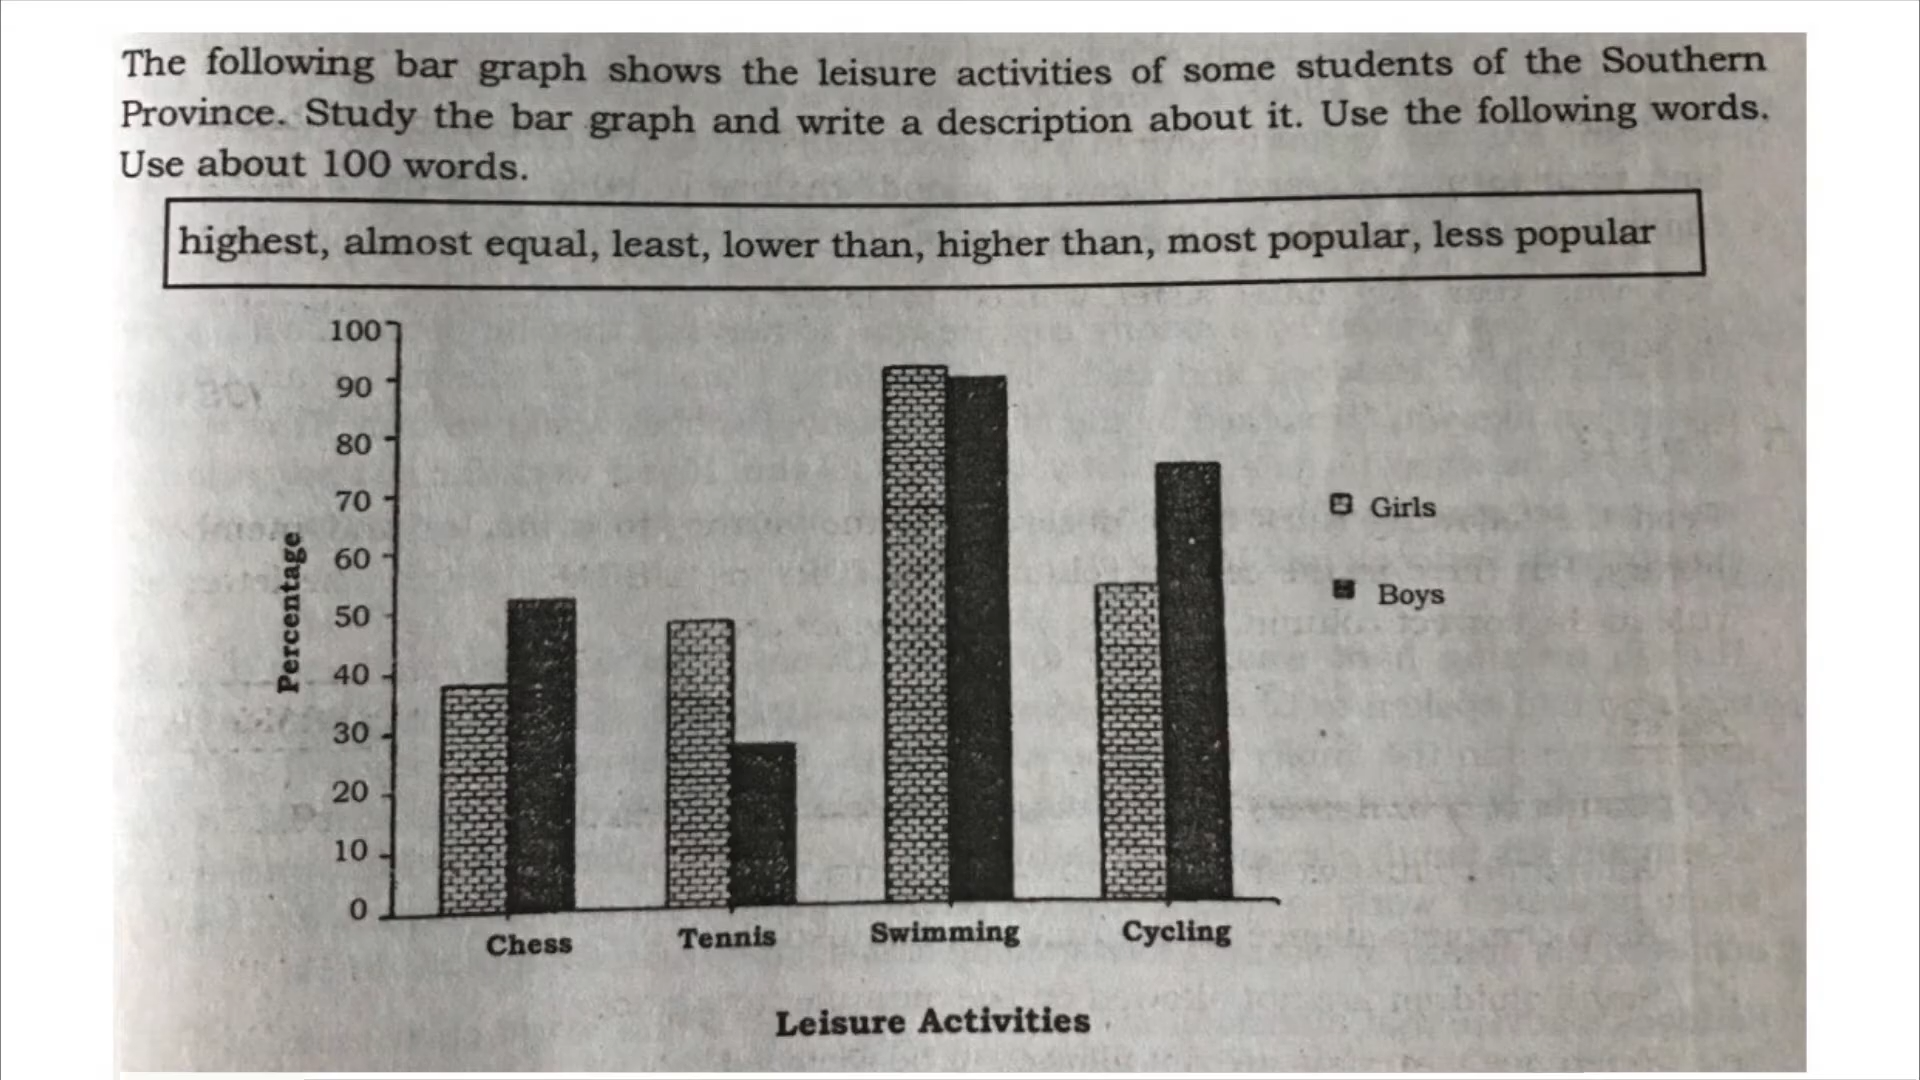 The following bar graph shows the leisure activities of some students of the Southern
Province. Study the bar graph and write a description about it. Use the following words.
Use about 100 words.
highest, almost equal, least, lower than, higher than, most popular, less popular
100
90
80
70
60
50
40
30
20
10
0
Percentage
Girls
Boys
Chess
Tennis
Swimming
Cycling
Leisure Activities